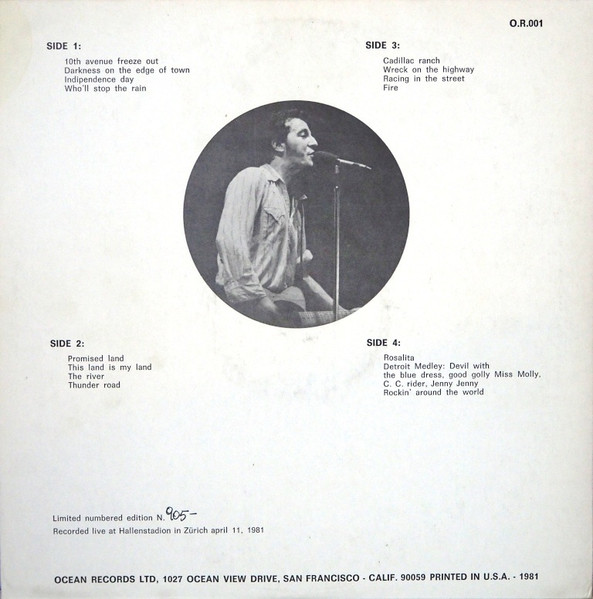 O.R.001
SIDE 1:
10th avenue freeze out
Darkness on the edge of town
Indipendence day
Who'll stop the rain
SIDE 3:
Cadillac ranch
Wreck on the highway
Racing in the street
Fire
SIDE 2:
Promised land
This land is my land
The river
Thunder road
SIDE 4:
Rosalita
Detroit Medley: Devil with
the blue dress, good golly Miss Molly,
C. C. rider, Jenny Jenny
Rockin' around the world
Limited numbered edition N. 905-
Recorded live at Hallenstadion in Zürich april 11, 1981
OCEAN RECORDS LTD, 1027 OCEAN VIEW DRIVE, SAN FRANCISCO - CALIF. 90059 PRINTED IN U.S.A. - 1981